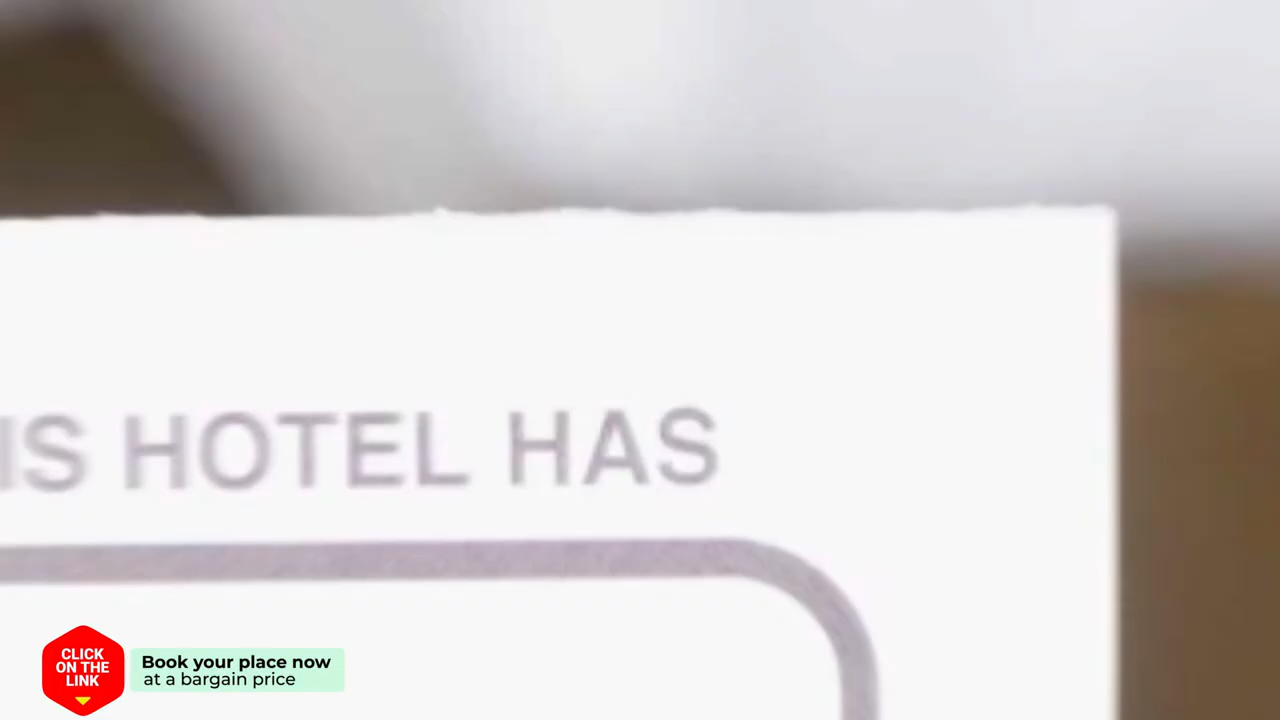 IS HOTEL HAS
CLICK
ON THE
LINK
Book your place now
at a bargain price